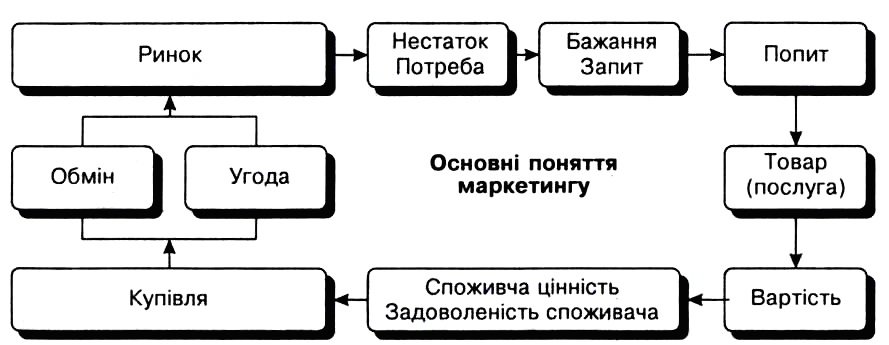 Ринок
Нестаток
Потреба
Бажання
Запит
Попит
Обмін
Угода
Основні поняття
маркетингу
Товар
(послуга)
Купівля
Споживча цінність
Задоволеність споживача
Вартість